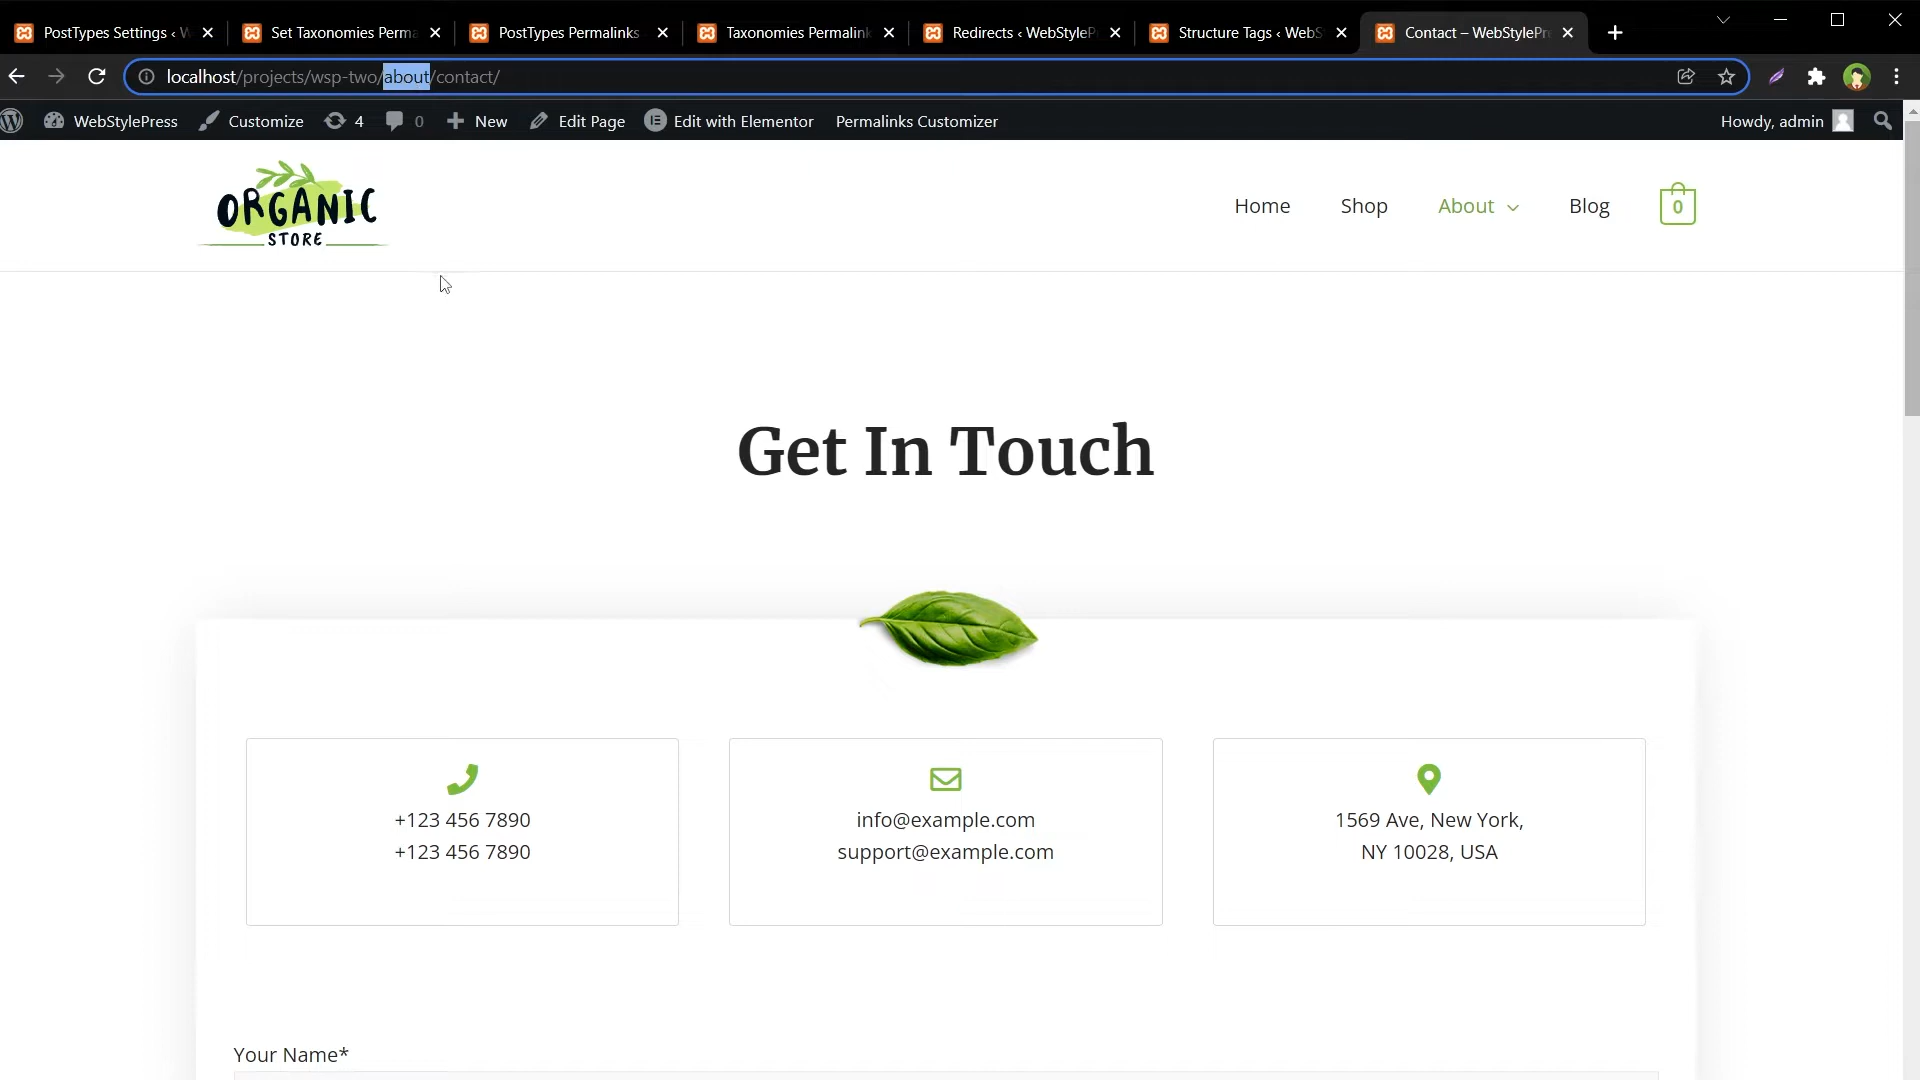 PostTypes Settings ‹ W
Set Taxonomies Perma
PostTypes Permalinks
Taxonomies Permalink
Redirects ‹ WebStyleP
Structure Tags ‹ WebS
Contact – WebStylePre
localhost/projects/wsp-two/about/contact/
WebStylePress
Customize
4
0
New
Edit Page
Edit with Elementor
Permalinks Customizer
Howdy, admin
ORGANIC
STORE
Home
Shop
About
Blog
0
Get In Touch
+123 456 7890
+123 456 7890
info@example.com
support@example.com
1569 Ave, New York,
NY 10028, USA
Your Name*